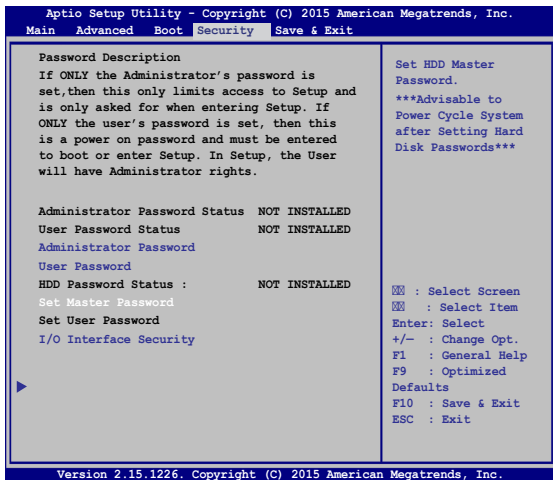 Aptio Setup Utility - Copyright (C) 2015 American Megatrends, Inc.
Main Advanced Boot Security Save & Exit
Password Description
If ONLY the Administrator's password is
set,then this only limits access to Setup and
is only asked for when entering Setup. If
ONLY the user's password is set, then this
is a power on password and must be entered
to boot or enter Setup. In Setup, the User
will have Administrator rights.
Administrator Password Status NOT INSTALLED
User Password Status NOT INSTALLED
Administrator Password
User Password
HDD Password Status : NOT INSTALLED
Set Master Password
Set User Password
I/O Interface Security
Set HDD Master
Password.
***Advisable to
Power Cycle System
after Setting Hard
Disk Passwords***
: Select Screen
: Select Item
Enter: Select
+/— : Change Opt.
F1 : General Help
F9 : Optimized
Defaults
F10 : Save & Exit
ESC : Exit
Version 2.15.1226. Copyright (C) 2015 American Megatrends, Inc.